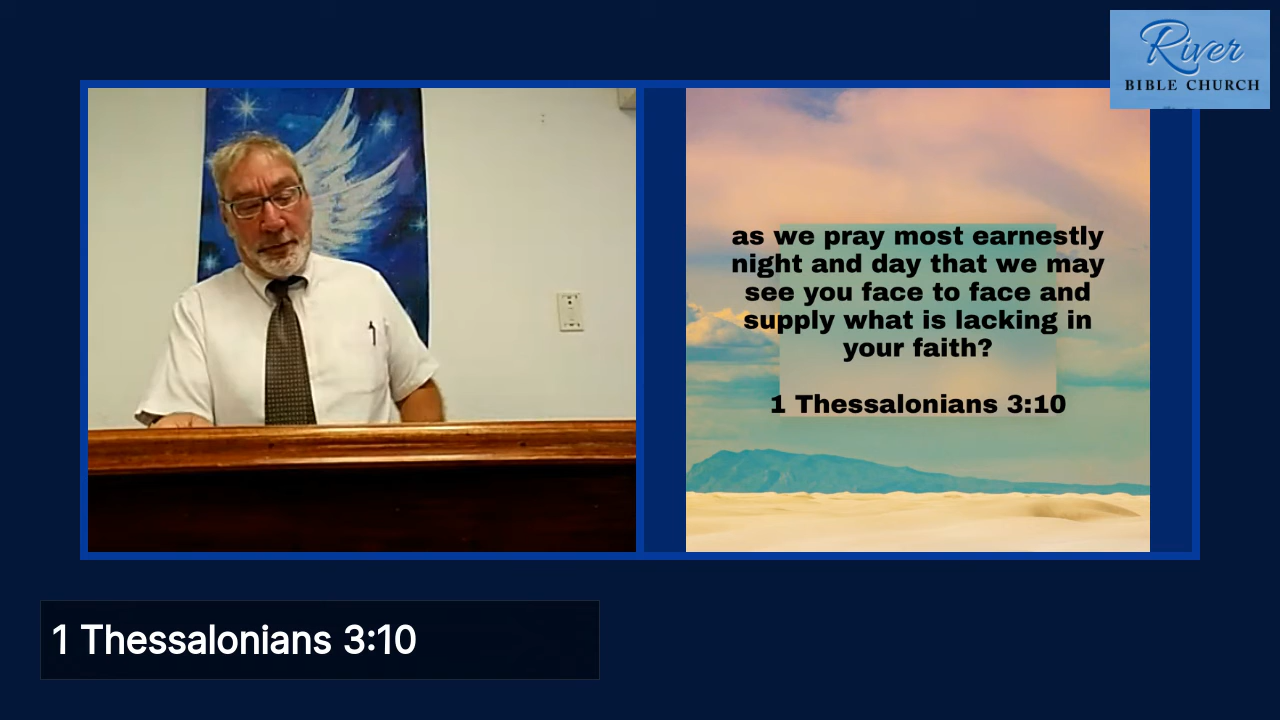 River
BIBLE CHURCH
as we pray most earnestly
night and day that we may
see you face to face and
supply what is lacking in
your faith?
1 Thessalonians 3:10
1 Thessalonians 3:10